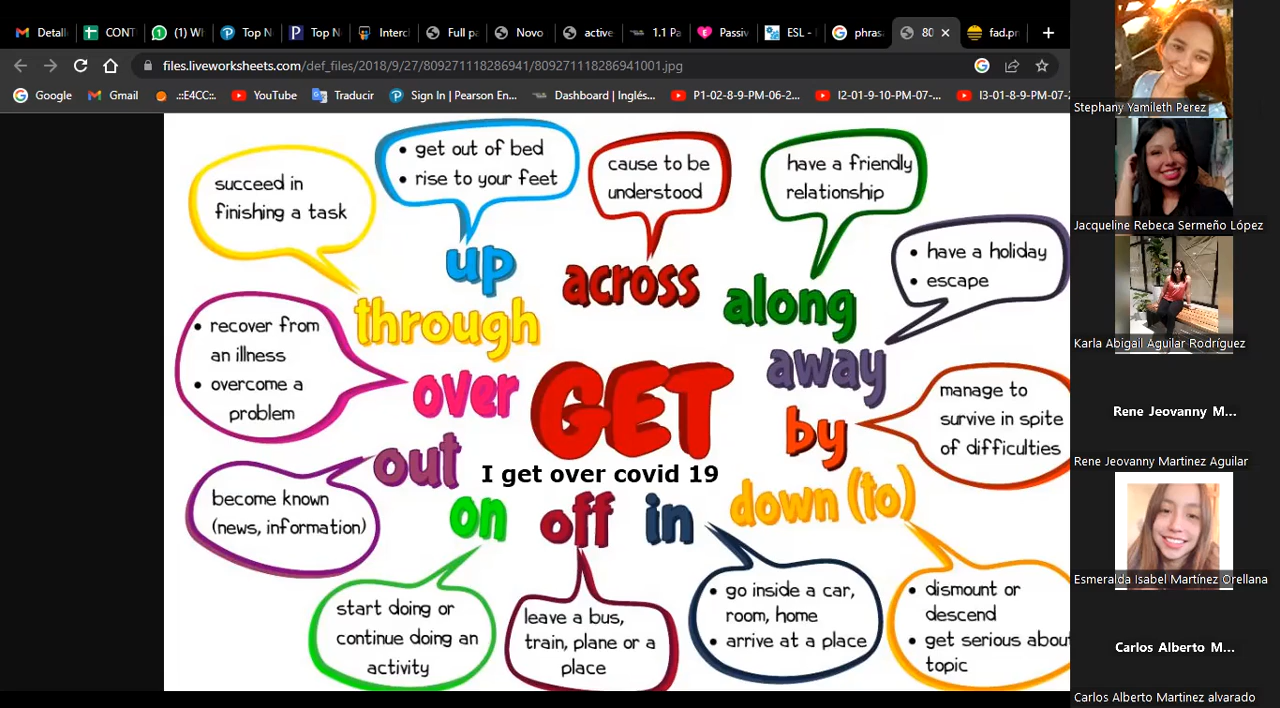 Detall
CONT
(1) Wh
Top N
Top N
Interc
Full pa
Novo
active
1.1 Pa
Passiv
ESL -
phras
80
fad.pn
files.liveworksheets.com/def_files/2018/9/27/809271118286941/809271118286941001.jpg
Google
Gmail
.::E4CC::.
YouTube
Traducir
Sign In | Pearson En...
Dashboard | Inglés...
P1-02-8-9-PM-06-2...
I2-01-9-10-PM-07-...
I3-01-8-9-PM-07-2
succeed in
finishing a task
• get out of bed
• rise to your feet
cause to be
understood
have a friendly
relationship
• have a holiday
• escape
up
across
along
through
away
• recover from
an illness
• overcome a
problem
over
GET
by
manage to
survive in spite
of difficulties
out
I get over covid 19
become known
(news, information)
on
off
in
down (to)
start doing or
continue doing an
activity
leave a bus,
train, plane or a
place
• go inside a car,
room, home
• arrive at a place
• dismount or
descend
• get serious about
topic
Stephany Yamileth Perez
Jacqueline Rebeca Sermeño López
Karla Abigail Aguilar Rodríguez
Rene Jeovanny M...
Rene Jeovanny Martinez Aguilar
Esmeralda Isabel Martínez Orellana
Carlos Alberto M...
Carlos Alberto Martinez alvarado